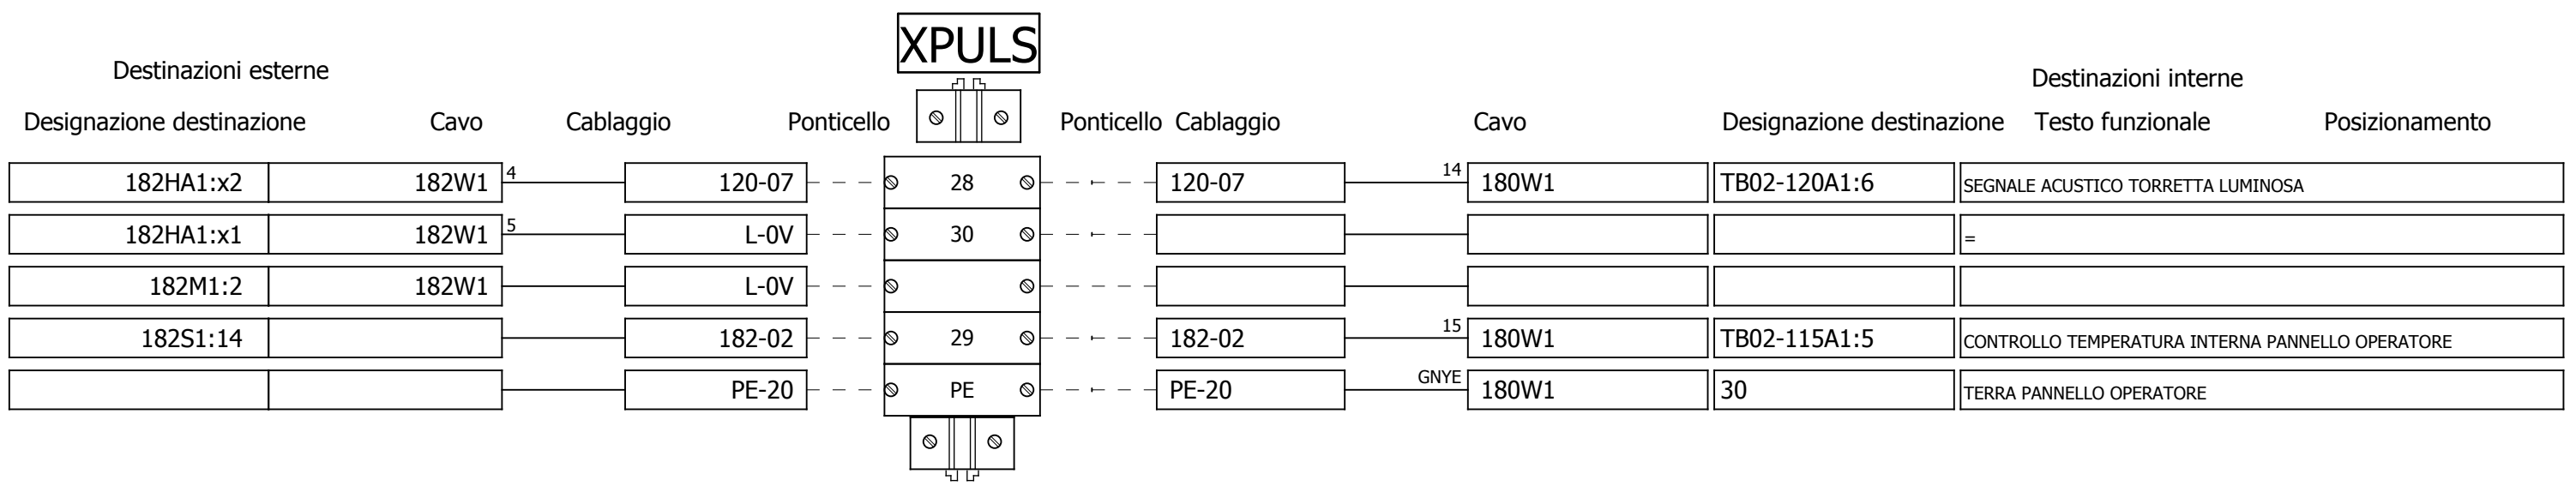 XPULS
Destinazioni esterne
Destinazioni interne
Designazione destinazione Cavo Cablaggio Ponticello Ponticello Cablaggio Cavo Designazione destinazione Testo funzionale Posizionamento
182HA1:x2 182W1 4 120-07 28 120-07 14 180W1 TB02-120A1:6 SEGNALE ACUSTICO TORRETTA LUMINOSA
182HA1:x1 182W1 5 L-0V 30 =
182M1:2 182W1 L-0V
182S1:14 182-02 29 182-02 15 180W1 TB02-115A1:5 CONTROLLO TEMPERATURA INTERNA PANNELLO OPERATORE
PE-20 PE PE-20 GNYE 180W1 30 TERRA PANNELLO OPERATORE